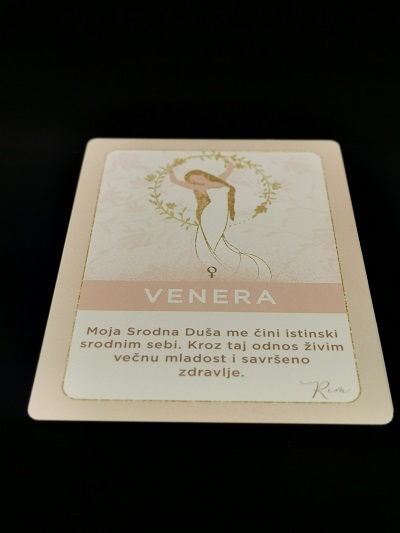 VENERA
Moja Srodna Duša me čini istinski
srodnim sebi. Kroz taj odnos živim
večnu mladost i savršeno
zdravlje.